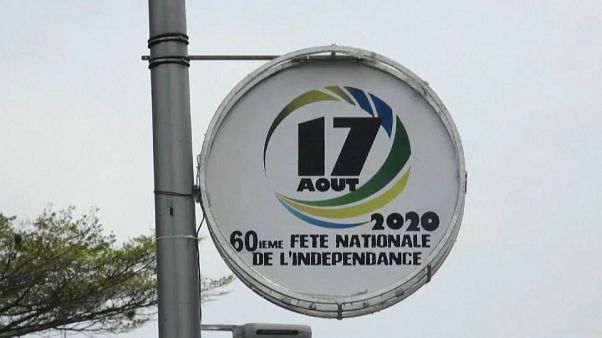 17
AOUT
2020
60IEME FETE NATIONALE
DE L'INDEPENDANCE